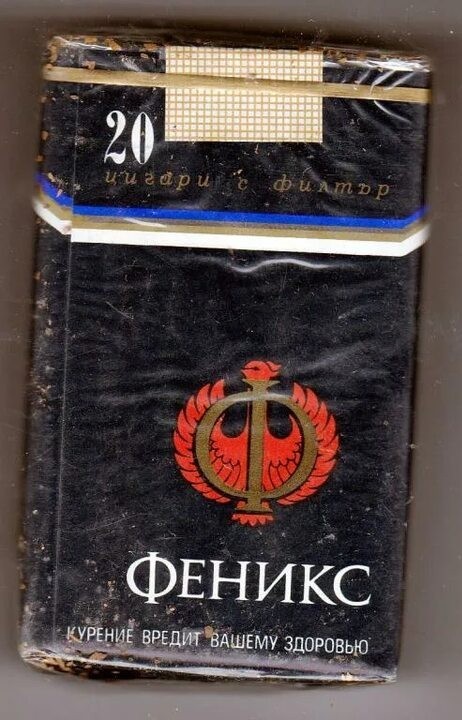 20
цигари с филтър
Ф
ФЕНИКС
КУРЕНИЕ ВРЕДИТ ВАШЕМУ ЗДОРОВЬЮ